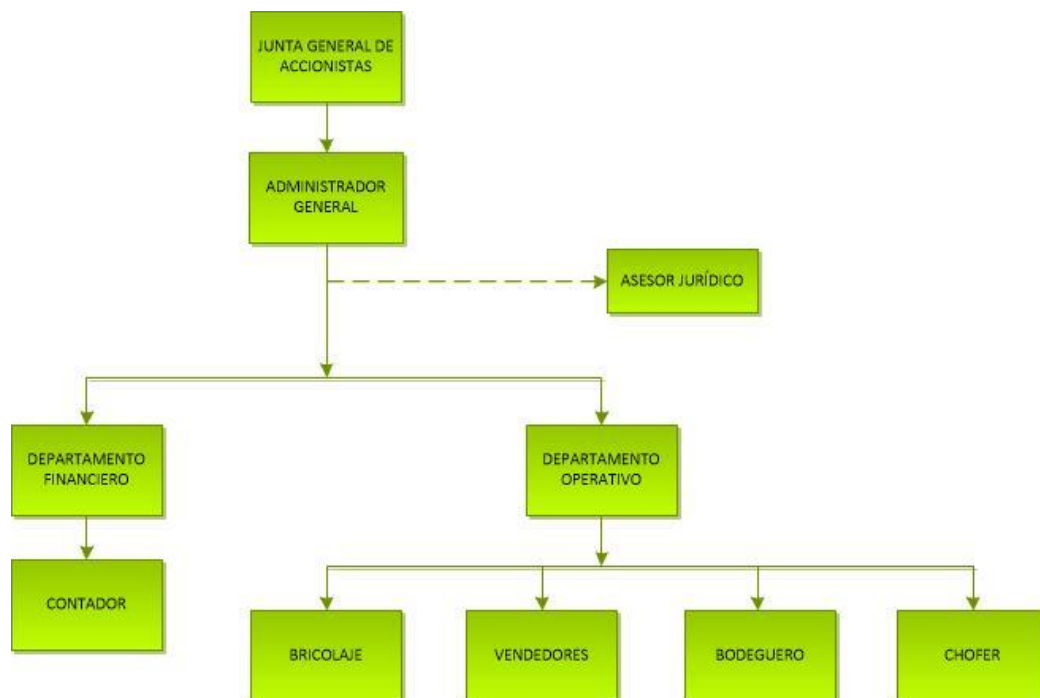 JUNTA GENERAL DE
ACCIONISTAS
ADMINISTRADOR
GENERAL
ASESOR JURÍDICO
DEPARTAMENTO
FINANCIERO
DEPARTAMENTO
OPERATIVO
CONTADOR
BRICOLAJE
VENDEDORES
BODEGUERO
CHOFER